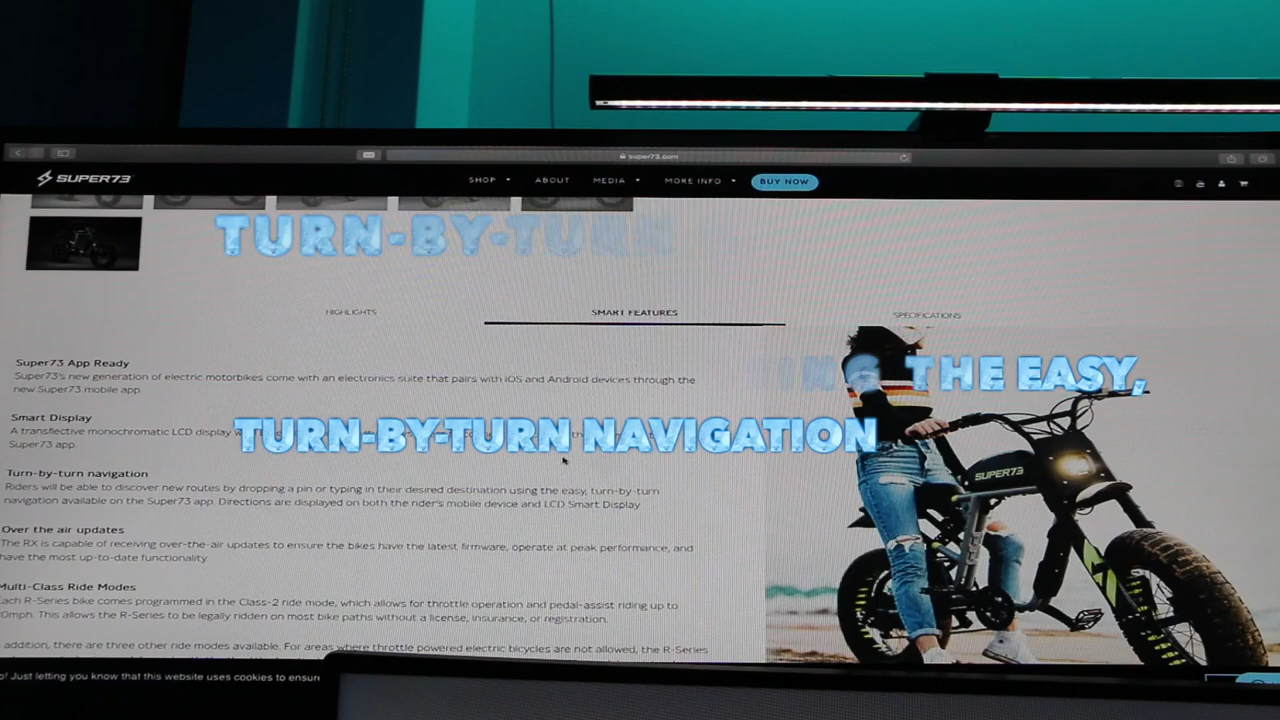 super73.com
SUPER73
SHOP ABOUT MEDIA MORE INFO BUY NOW
TURN-BY-TURN
HIGHLIGHTS SMART FEATURES SPECIFICATIONS
Super73 App Ready
Super73's new generation of electric motorbikes come with an electronics suite that pairs with iOS and Android devices through the
new Super73 mobile app
THE EASY,
Smart Display
A transflective monochromatic LCD display
TURN-BY-TURN NAVIGATION
Super73 app
SUPER73
Turn-by-turn navigation
Riders will be able to discover new routes by dropping a pin or typing in their desired destination using the easy, turn-by-turn
navigation available on the Super73 app. Directions are displayed on both the rider's mobile device and LCD Smart Display
Over the air updates
The RX is capable of receiving over-the-air updates to ensure the bikes have the latest firmware, operate at peak performance, and
have the most up-to-date functionality
Multi-Class Ride Modes
Each R-Series bike comes programmed in the Class-2 ride mode, which allows for throttle operation and pedal-assist riding up to
0mph. This allows the R-Series to be legally ridden on most bike paths without a license, insurance, or registration.
addition, there are three other ride modes available. For areas where throttle powered electric bicycles are not allowed, the R-Series
o! Just letting you know that this website uses cookies to ensure